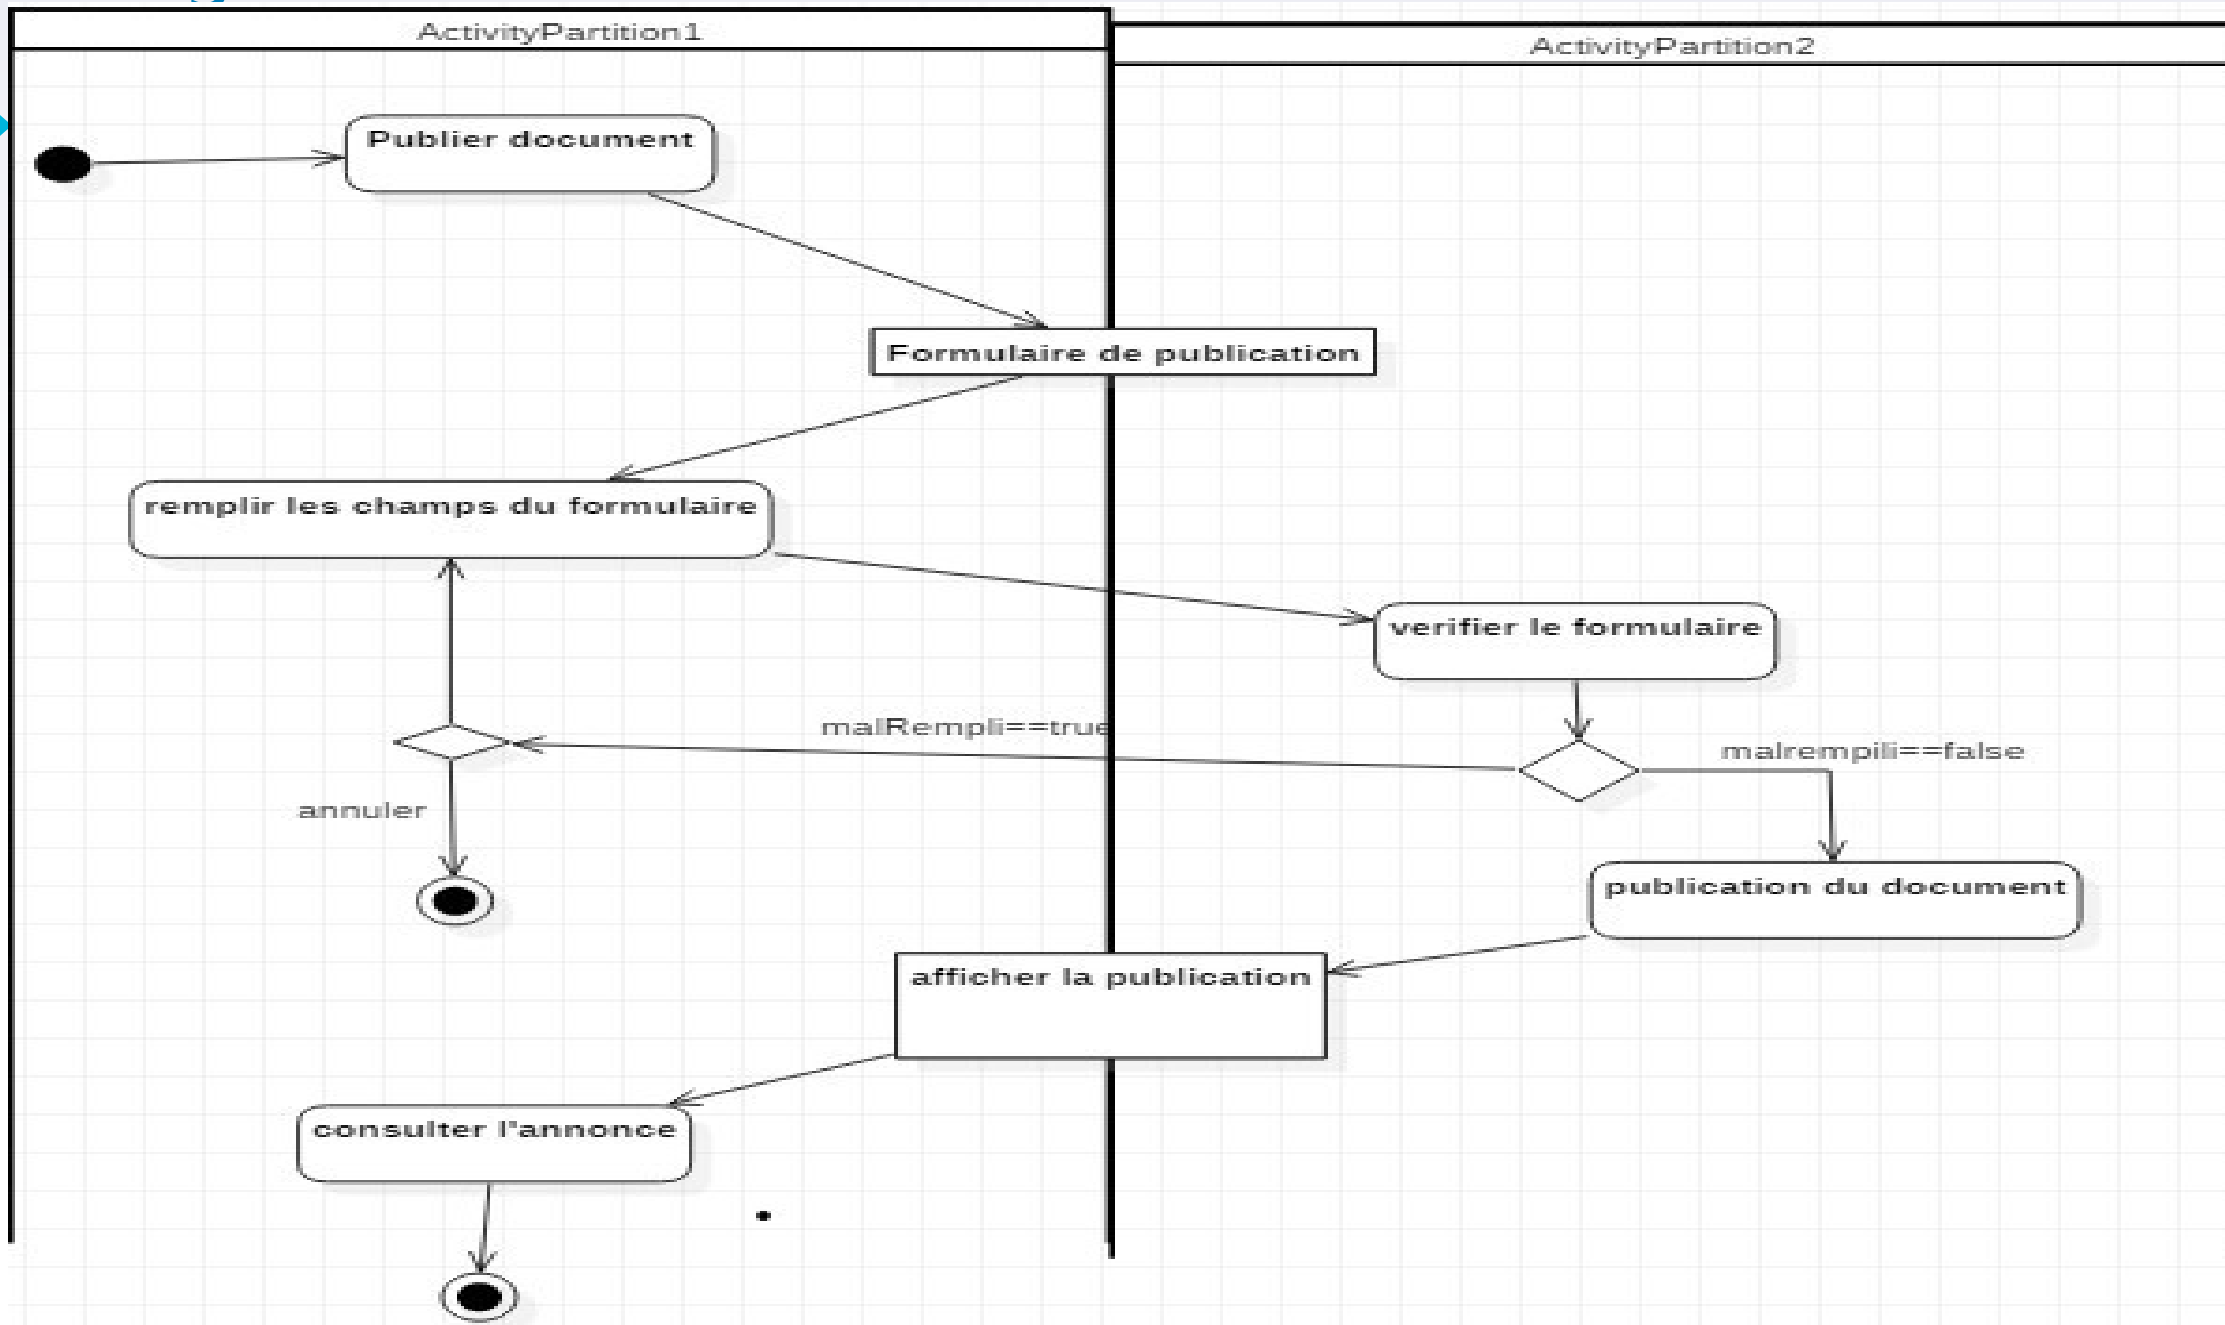 ActivityPartition1
ActivityPartition2
Publier document
Formulaire de publication
remplir les champs du formulaire
verifier le formulaire
malRempli==true
malrempili==false
annuler
publication du document
afficher la publication
consulter l'annonce